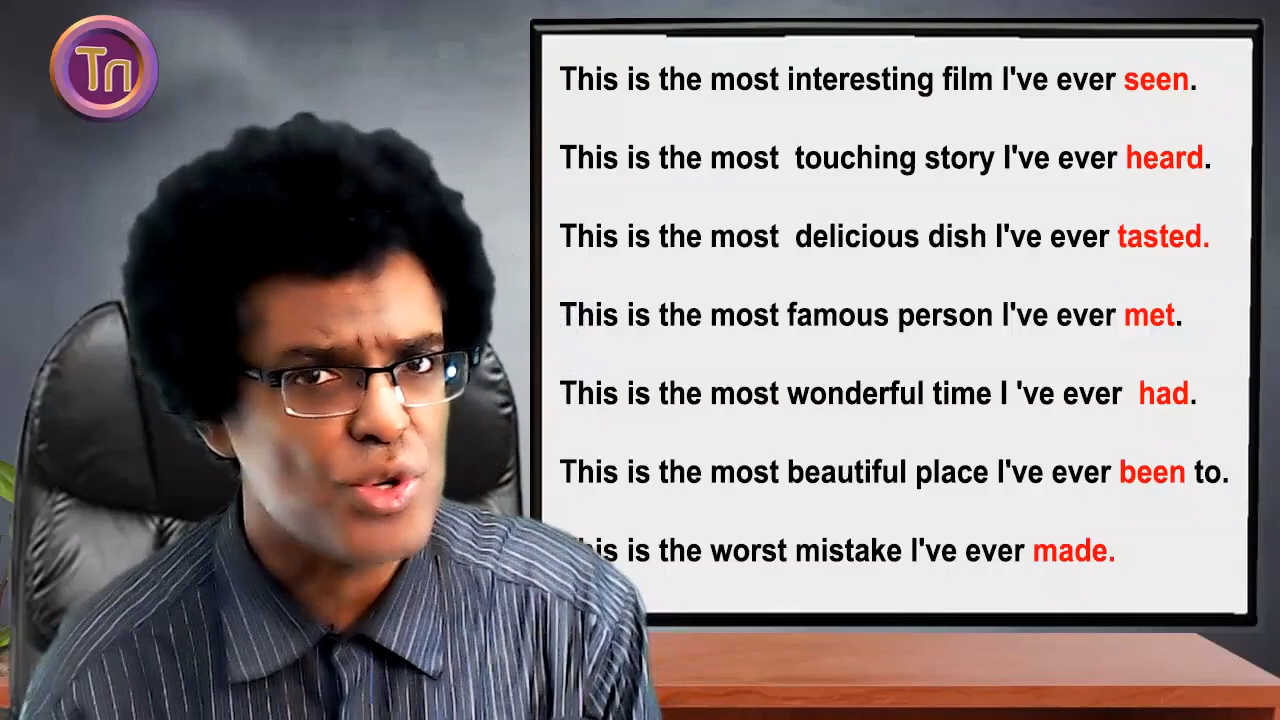 Tn
This is the most interesting film I've ever seen.
This is the most  touching story I've ever heard.
This is the most  delicious dish I've ever tasted.
This is the most famous person I've ever met.
This is the most wonderful time I 've ever  had.
This is the most beautiful place I've ever been to.
This is the worst mistake I've ever made.